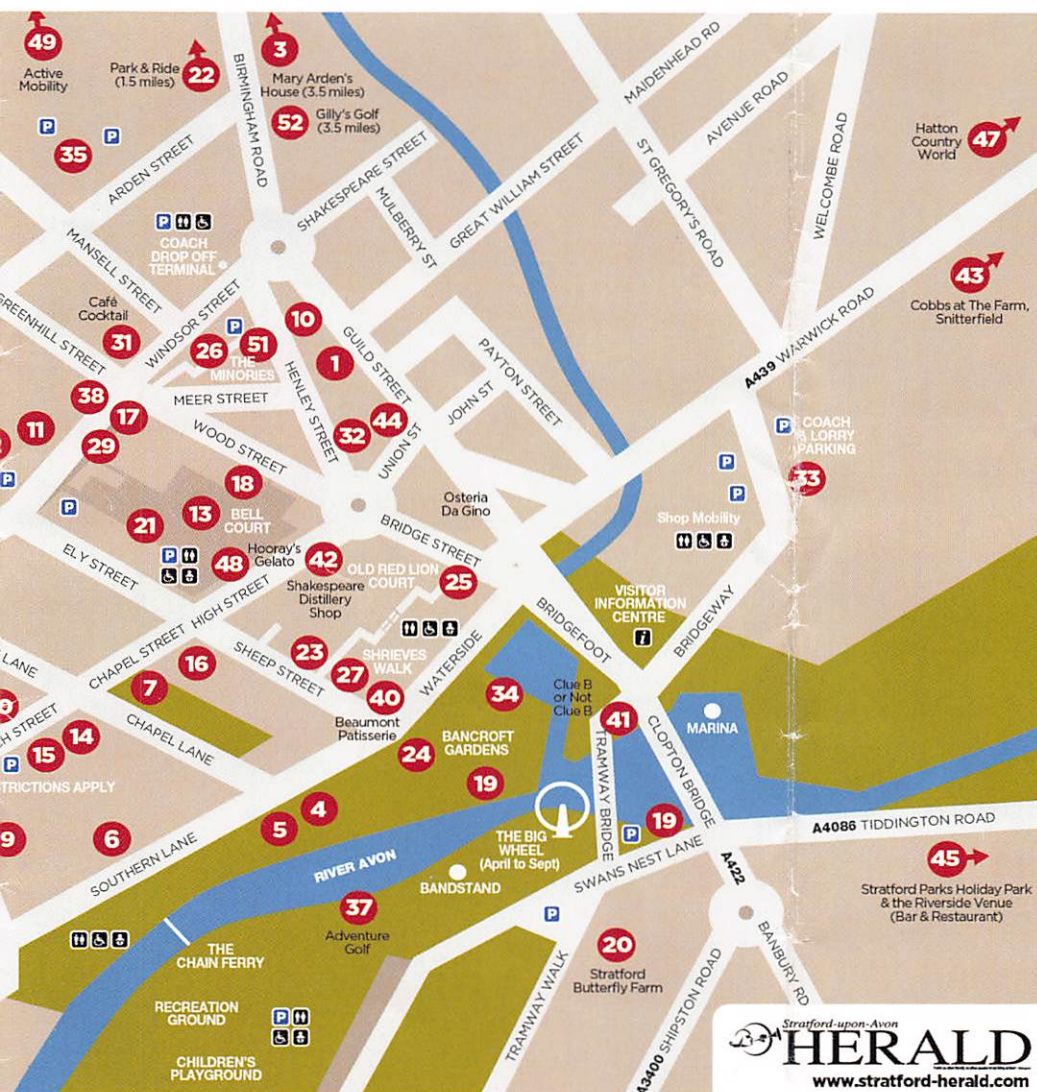 49
Active
Mobility
Park & Ride
(1.5 miles)
22
3
Mary Arden's
House (3.5 miles)
52
Gilly's Golf
(3.5 miles)
BIRMINGHAM ROAD
MAIDENHEAD RD
AVENUE ROAD
ST GREGORY'S ROAD
WELCOMBE ROAD
Hatton
Country
World
47
P
P
35
ARDEN STREET
SHAKESPEARE STREET
MULBERRY ST
GREAT WILLIAM STREET
P
COACH
DROP OFF
TERMINAL
MANSELL STREET
43
Cobbs at The Farm,
Snitterfield
GREENHILL STREET
Café
Cocktail
31
WINDSOR STREET
P
26
51
THE
MINORIES
10
1
GUILD STREET
PAYTON STREET
A439 WARWICK ROAD
HENLEY STREET
MEER STREET
38
17
11
29
WOOD STREET
32
44
UNION ST
JOHN ST
P
COACH
& LORRY
PARKING
33
P
P
Shop Mobility
P
P
18
13
21
BELL
COURT
P
48
Hooray's
Gelato
ELY STREET
Osteria
Da Gino
BRIDGE STREET
42
Shakespeare
Distillery
Shop
OLD RED LION
COURT
25
HIGH STREET
CHAPEL STREET
VISITOR
INFORMATION
CENTRE
i
BRIDGEFOOT
BRIDGEWAY
LANE
16
7
SHEEP STREET
23
27
SHRIEVES
WALK
40
Beaumont
Patisserie
WATERSIDE
34
Clue B
or Not
Clue B
41
MARINA
CH STREET
14
15
P
STRICTIONS APPLY
CHAPEL LANE
24
BANCROFT
GARDENS
19
TRAMWAY BRIDGE
CLOPTON BRIDGE
9
6
5
4
SOUTHERN LANE
RIVER AVON
THE BIG
WHEEL
(April to Sept)
P
19
A4086 TIDDINGTON ROAD
BANDSTAND
SWANS NEST LANE
A422
45
Stratford Parks Holiday Park
& the Riverside Venue
(Bar & Restaurant)
37
Adventure
Golf
P
20
Stratford
Butterfly Farm
THE
CHAIN FERRY
RECREATION
GROUND
P
CHILDREN'S
PLAYGROUND
TRAMWAY WALK
A3400 SHIPSTON ROAD
BANBURY RD
Stratford-upon-Avon
HERALD
www.stratford-herald.com